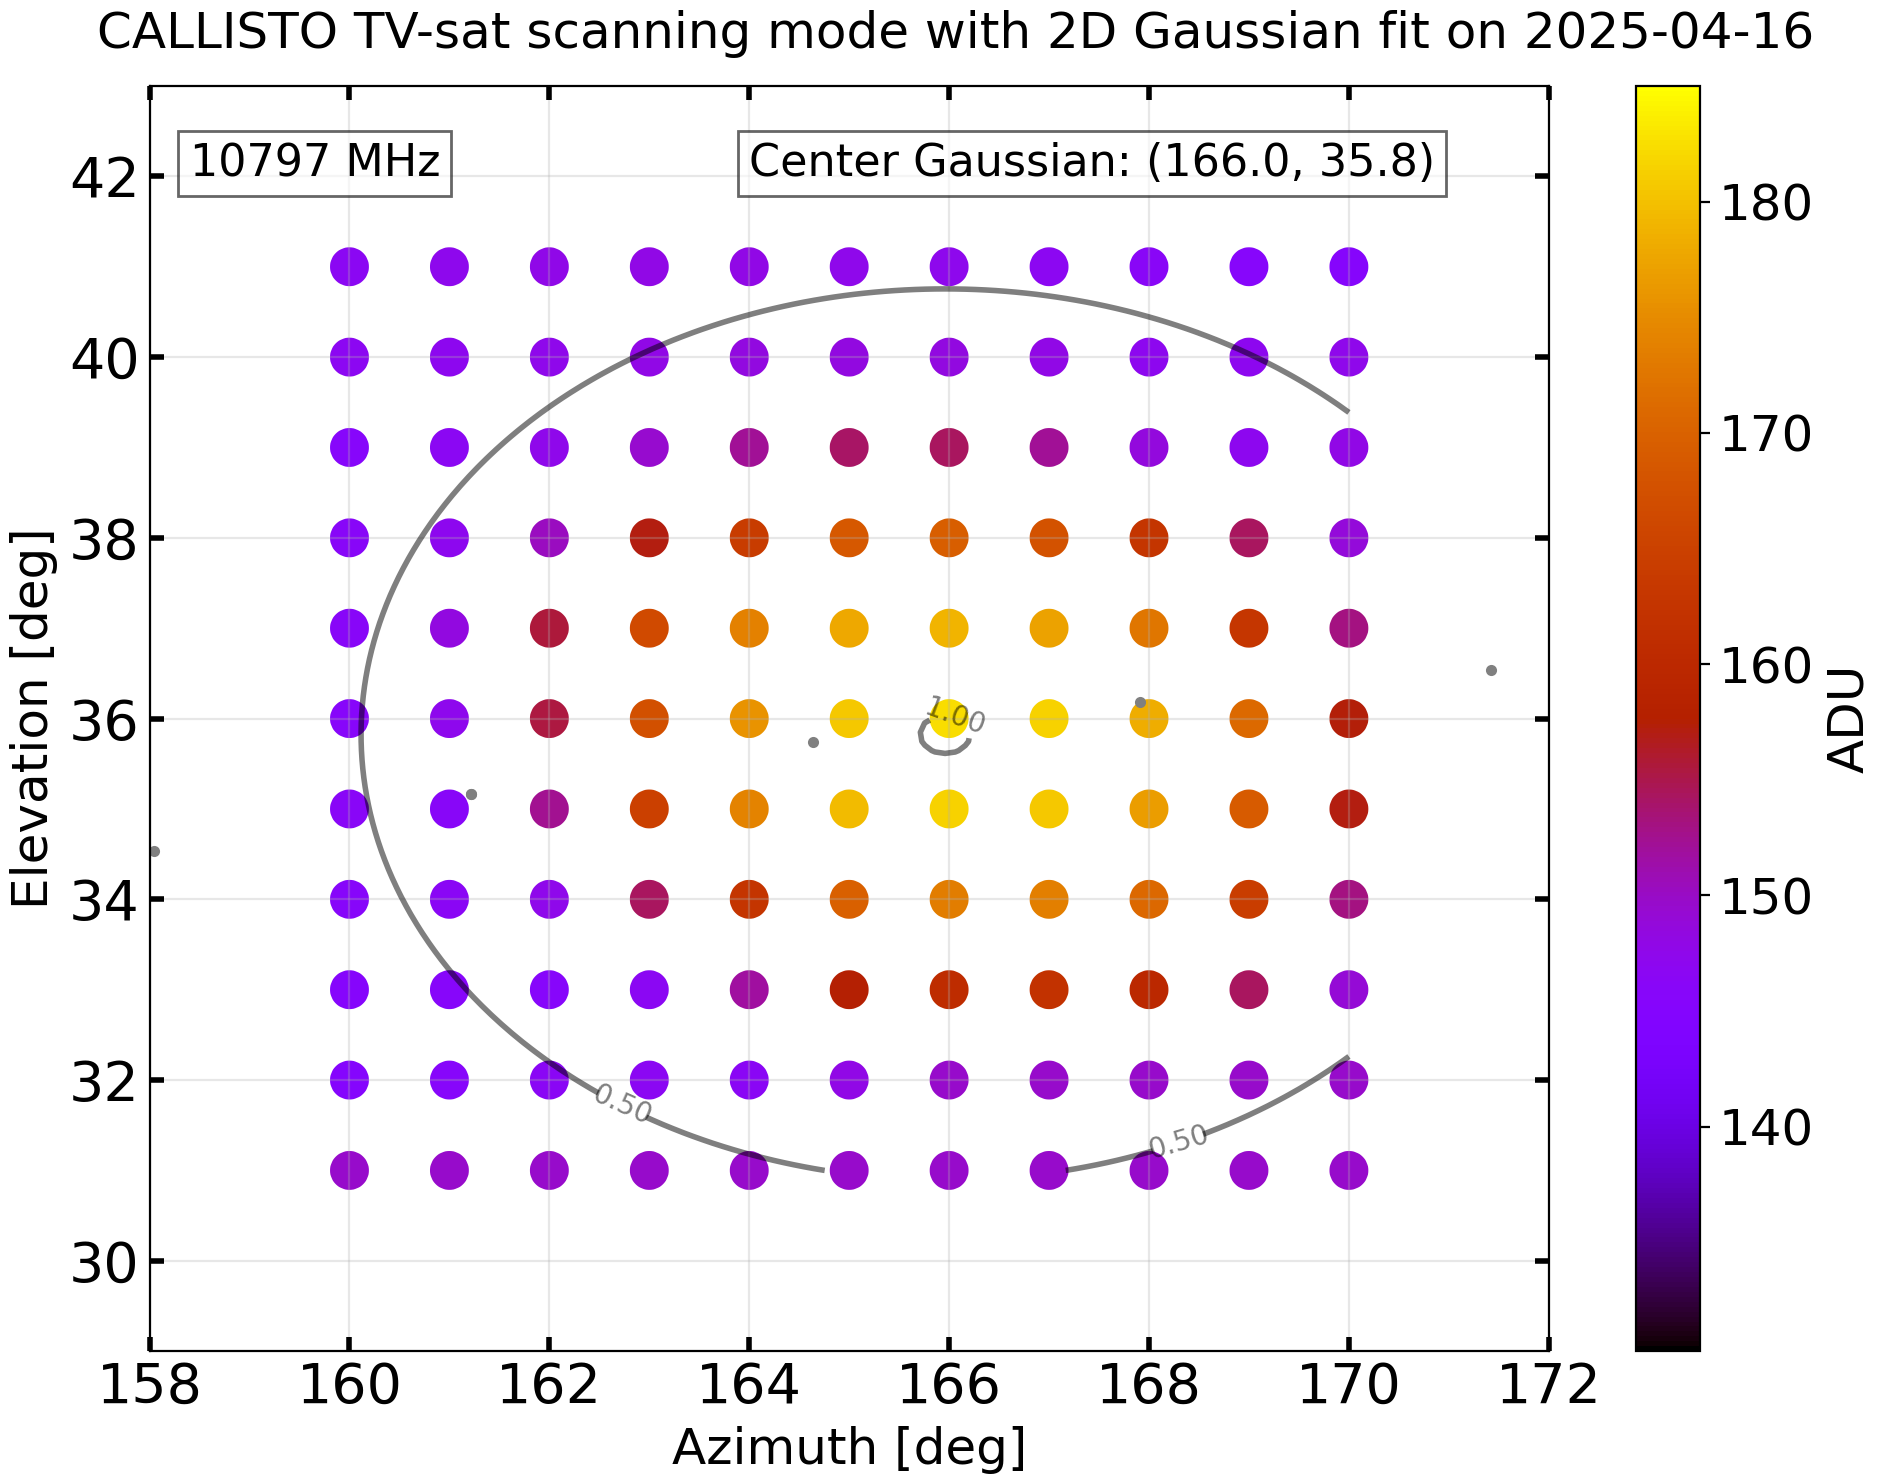 CALLISTO TV-sat scanning mode with 2D Gaussian fit on 2025-04-16
10797 MHz
Center Gaussian: (166.0, 35.8)
42
40
38
36
34
32
30
Elevation [deg]
1.00
0.50
0.50
158 160 162 164 166 168 170 172
Azimuth [deg]
180
170
160
150
140
ADU